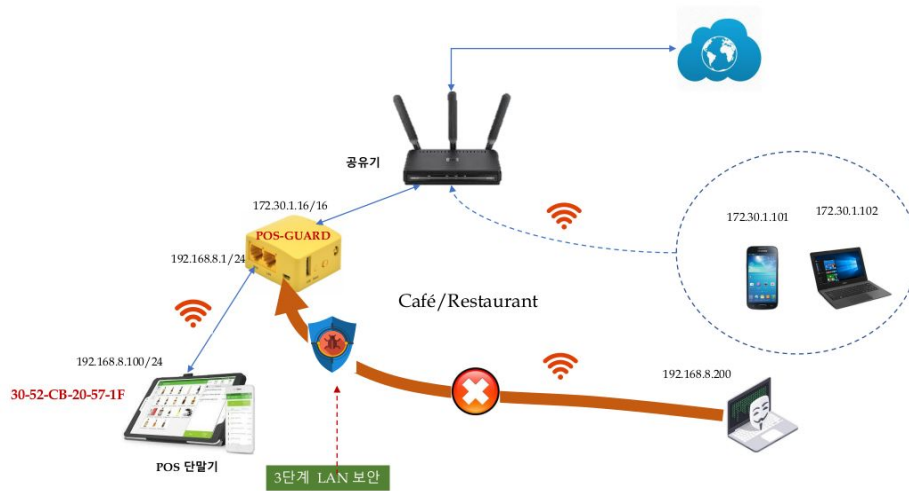 공유기
172.30.1.16/16
POS-GUARD
192.168.8.1/24
172.30.1.101
172.30.1.102
Café/Restaurant
192.168.8.100/24
30-52-CB-20-57-1F
192.168.8.200
POS 단말기
3단계 LAN 보안